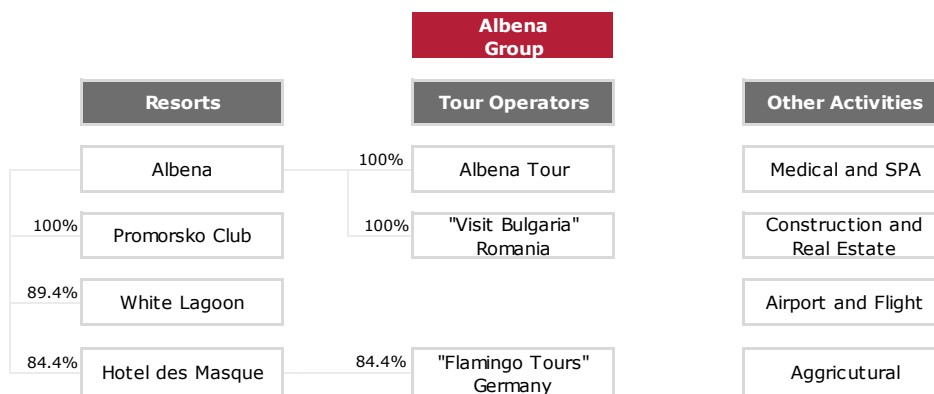 Albena
Group
Resorts
Tour Operators
Other Activities
Albena
100%
Albena Tour
Medical and SPA
100%
Promorsko Club
100%
"Visit Bulgaria"
Romania
Construction and
Real Estate
89.4%
White Lagoon
Airport and Flight
84.4%
Hotel des Masque
84.4%
"Flamingo Tours"
Germany
Aggricutural